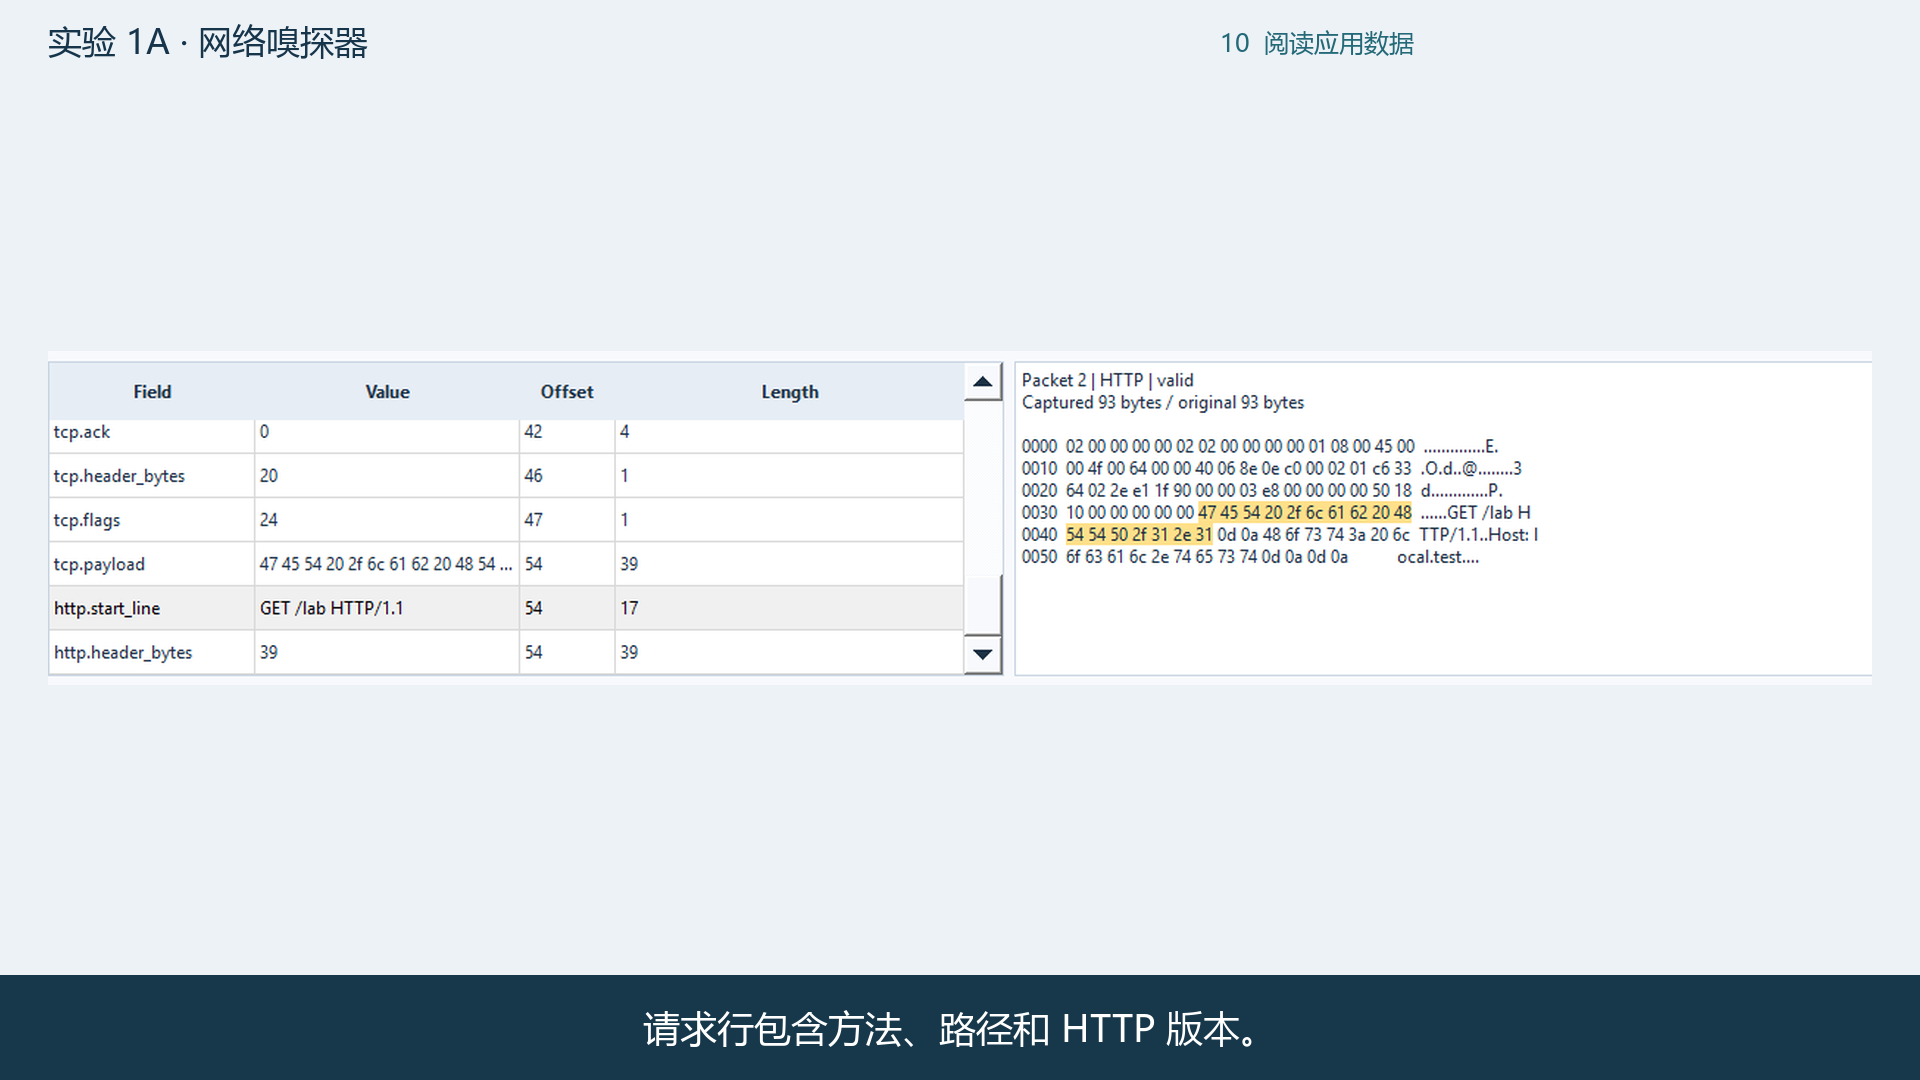 实验 1A · 网络嗅探器
10 阅读应用数据
Field Value Offset Length
tcp.ack 0 42 4
tcp.header_bytes 20 46 1
tcp.flags 24 47 1
tcp.payload 47 45 54 20 2f 6c 61 62 20 48 54 ... 54 39
http.start_line GET /lab HTTP/1.1 54 17
http.header_bytes 39 54 39
Packet 2 | HTTP | valid
Captured 93 bytes / original 93 bytes
0000 02 00 00 00 00 02 02 00 00 00 00 01 08 00 45 00 ..............E.
0010 00 4f 00 64 00 00 40 06 8e 0e c0 00 02 01 c6 33 .O.d..@........3
0020 64 02 2e e1 1f 90 00 00 03 e8 00 00 00 00 50 18 d.............P.
0030 10 00 00 00 00 00 47 45 54 20 2f 6c 61 62 20 48 ......GET /lab H
0040 54 54 50 2f 31 2e 31 0d 0a 48 6f 73 74 3a 20 6c TTP/1.1..Host: l
0050 6f 63 61 6c 2e 74 65 73 74 0d 0a 0d 0a ocal.test....
请求行包含方法、路径和 HTTP 版本。